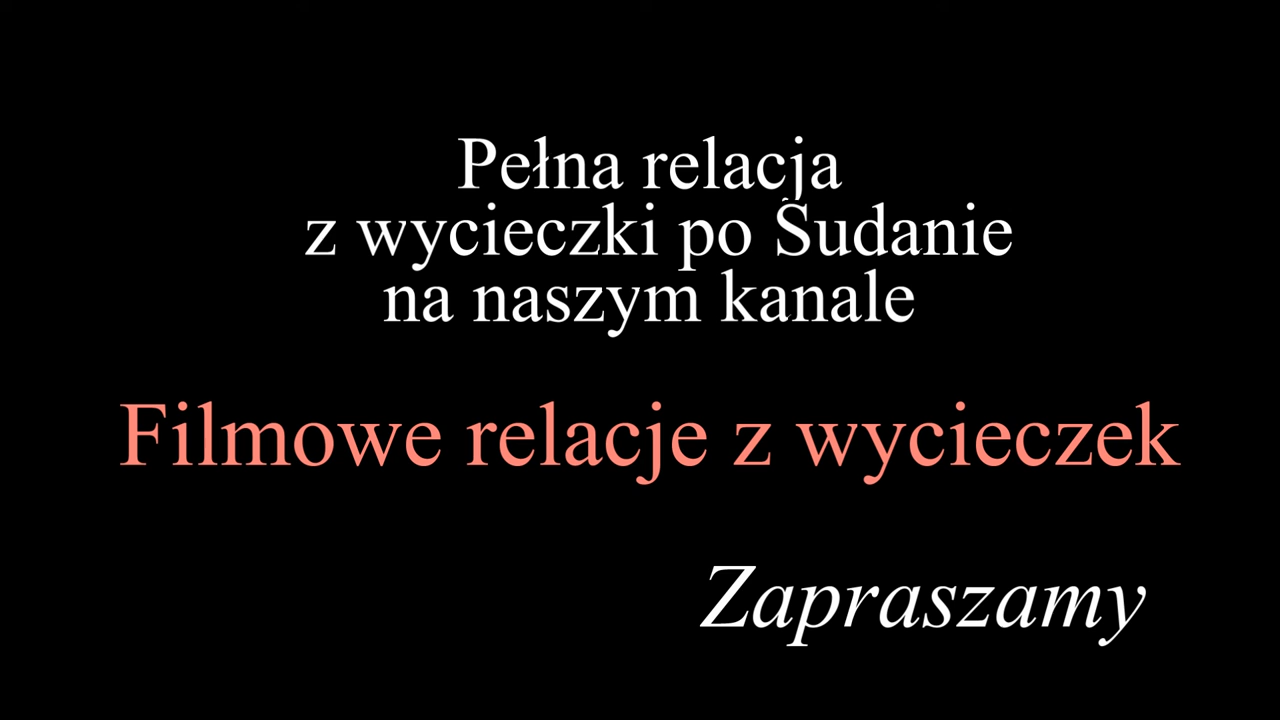 Pełna relacja
z wycieczki po Sudanie
na naszym kanale
Filmowe relacje z wycieczek
Zapraszamy